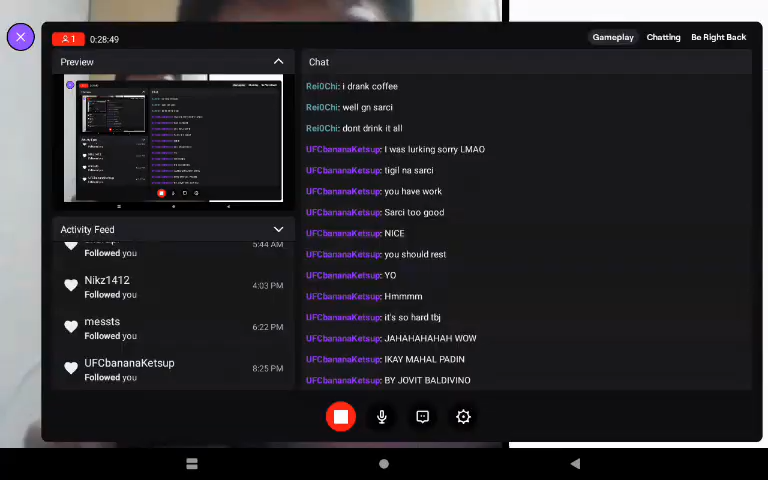 1
0:28:49
Gameplay
Chatting
Be Right Back
Preview
Activity Feed
5:44 AM
Followed you
Nikz1412
Followed you
4:03 PM
messts
Followed you
6:22 PM
UFCbananaKetsup
Followed you
8:25 PM
Chat
Rei0Chi: i drank coffee
Rei0Chi: well gn sarci
Rei0Chi: dont drink it all
UFCbananaKetsup: I was lurking sorry LMAO
UFCbananaKetsup: tigil na sarci
UFCbananaKetsup: you have work
UFCbananaKetsup: Sarci too good
UFCbananaKetsup: NICE
UFCbananaKetsup: you should rest
UFCbananaKetsup: YO
UFCbananaKetsup: Hmmmm
UFCbananaKetsup: it's so hard tbj
UFCbananaKetsup: JAHAHAHAHAH WOW
UFCbananaKetsup: IKAY MAHAL PADIN
UFCbananaKetsup: BY JOVIT BALDIVINO